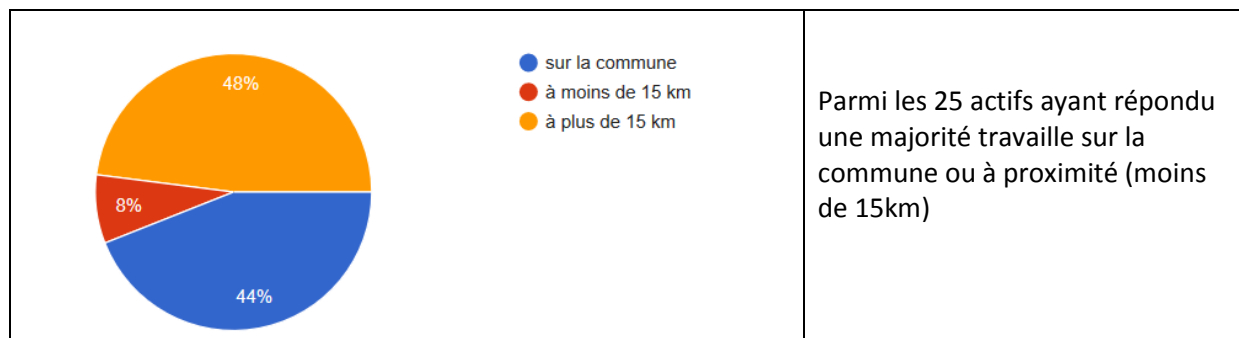 48%
8%
44%
sur la commune
à moins de 15 km
à plus de 15 km
Parmi les 25 actifs ayant répondu
une majorité travaille sur la
commune ou à proximité (moins
de 15km)